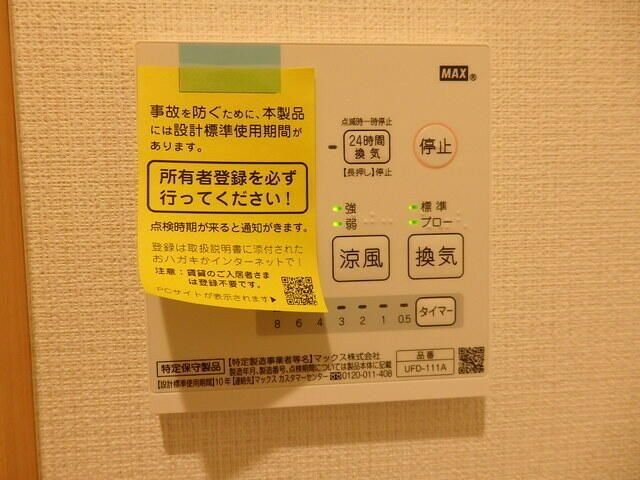 MAX®
事故を防ぐために、本製品
には設計標準使用期間が
あります。
所有者登録を必ず
行ってください！
点検時期が来ると通知がきます。
登録は取扱説明書に添付された
おハガキかインターネットで！
注意：賃貸のご入居者さま
は登録不要です。
PCサイトが表示されます▶
点滅時一時停止
24時間
換気
【長押し】停止
停止
強
弱
標準
ブロー
涼風
換気
8 6 4 3 2 1 0.5
タイマー
特定保守製品
【特定製造事業者等名】マックス株式会社
製造年月、製造番号、点検期間については製品本体に記載
【設計標準使用期間】10年【連絡先】マックス カスタマーセンター 0120-011-408
品番
UFD-111A